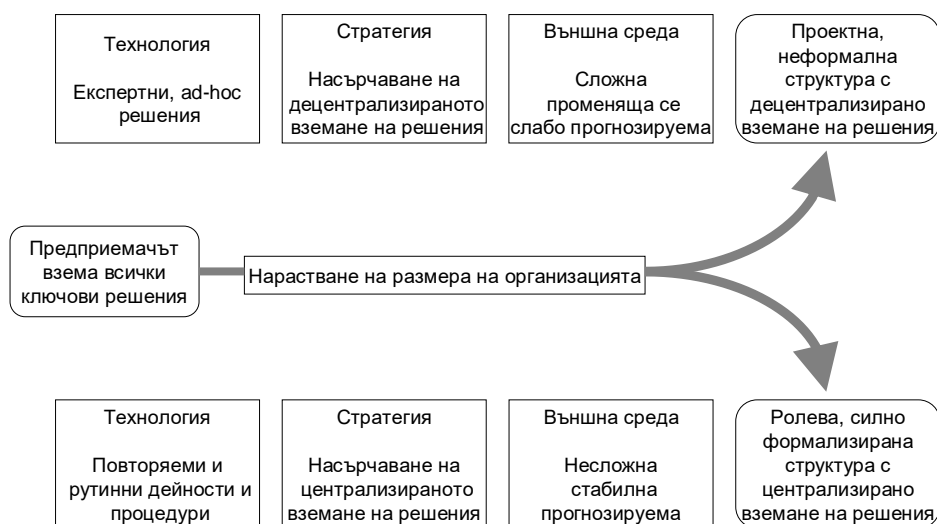 Технология
Експертни, ad-hoc
решения
Стратегия
Насърчаване на
децентрализираното
вземане на решения
Външна среда
Сложна
променяща се
слабо прогнозируема
Проектна,
неформална
структура с
децентрализирано
вземане на решения
Предприемачът
взема всички
ключови решения
Нарастване на размера на организацията
Технология
Повторяеми и
рутинни дейности и
процедури
Стратегия
Насърчаване на
централизираното
вземане на решения
Външна среда
Несложна
стабилна
прогнозируема
Ролева, силно
формализирана
структура с
централизирано
вземане на решения